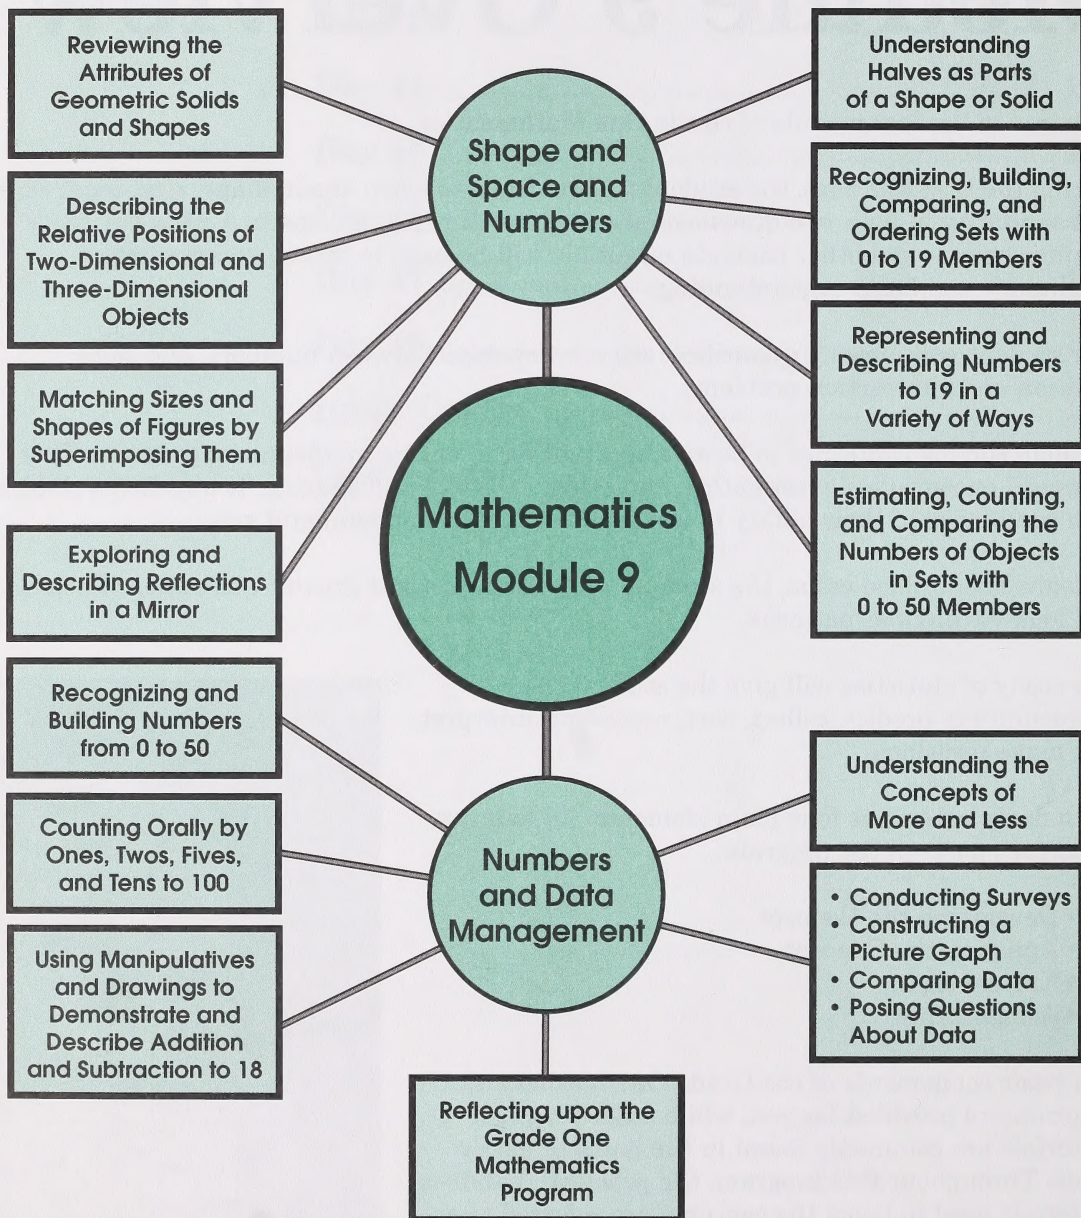 Reviewing the
Attributes of
Geometric Solids
and Shapes
Describing the
Relative Positions of
Two-Dimensional and
Three-Dimensional
Objects
Matching Sizes and
Shapes of Figures by
Superimposing Them
Exploring and
Describing Reflections
in a Mirror
Shape and
Space and
Numbers
Understanding
Halves as Parts
of a Shape or Solid
Recognizing, Building,
Comparing, and
Ordering Sets with
0 to 19 Members
Representing and
Describing Numbers
to 19 in a
Variety of Ways
Estimating, Counting,
and Comparing the
Numbers of Objects
in Sets with
0 to 50 Members
Mathematics
Module 9
Recognizing and
Building Numbers
from 0 to 50
Counting Orally by
Ones, Twos, Fives,
and Tens to 100
Using Manipulatives
and Drawings to
Demonstrate and
Describe Addition
and Subtraction to 18
Numbers
and Data
Management
Understanding the
Concepts of
More and Less
• Conducting Surveys
• Constructing a
Picture Graph
• Comparing Data
• Posing Questions
About Data
Reflecting upon the
Grade One
Mathematics
Program